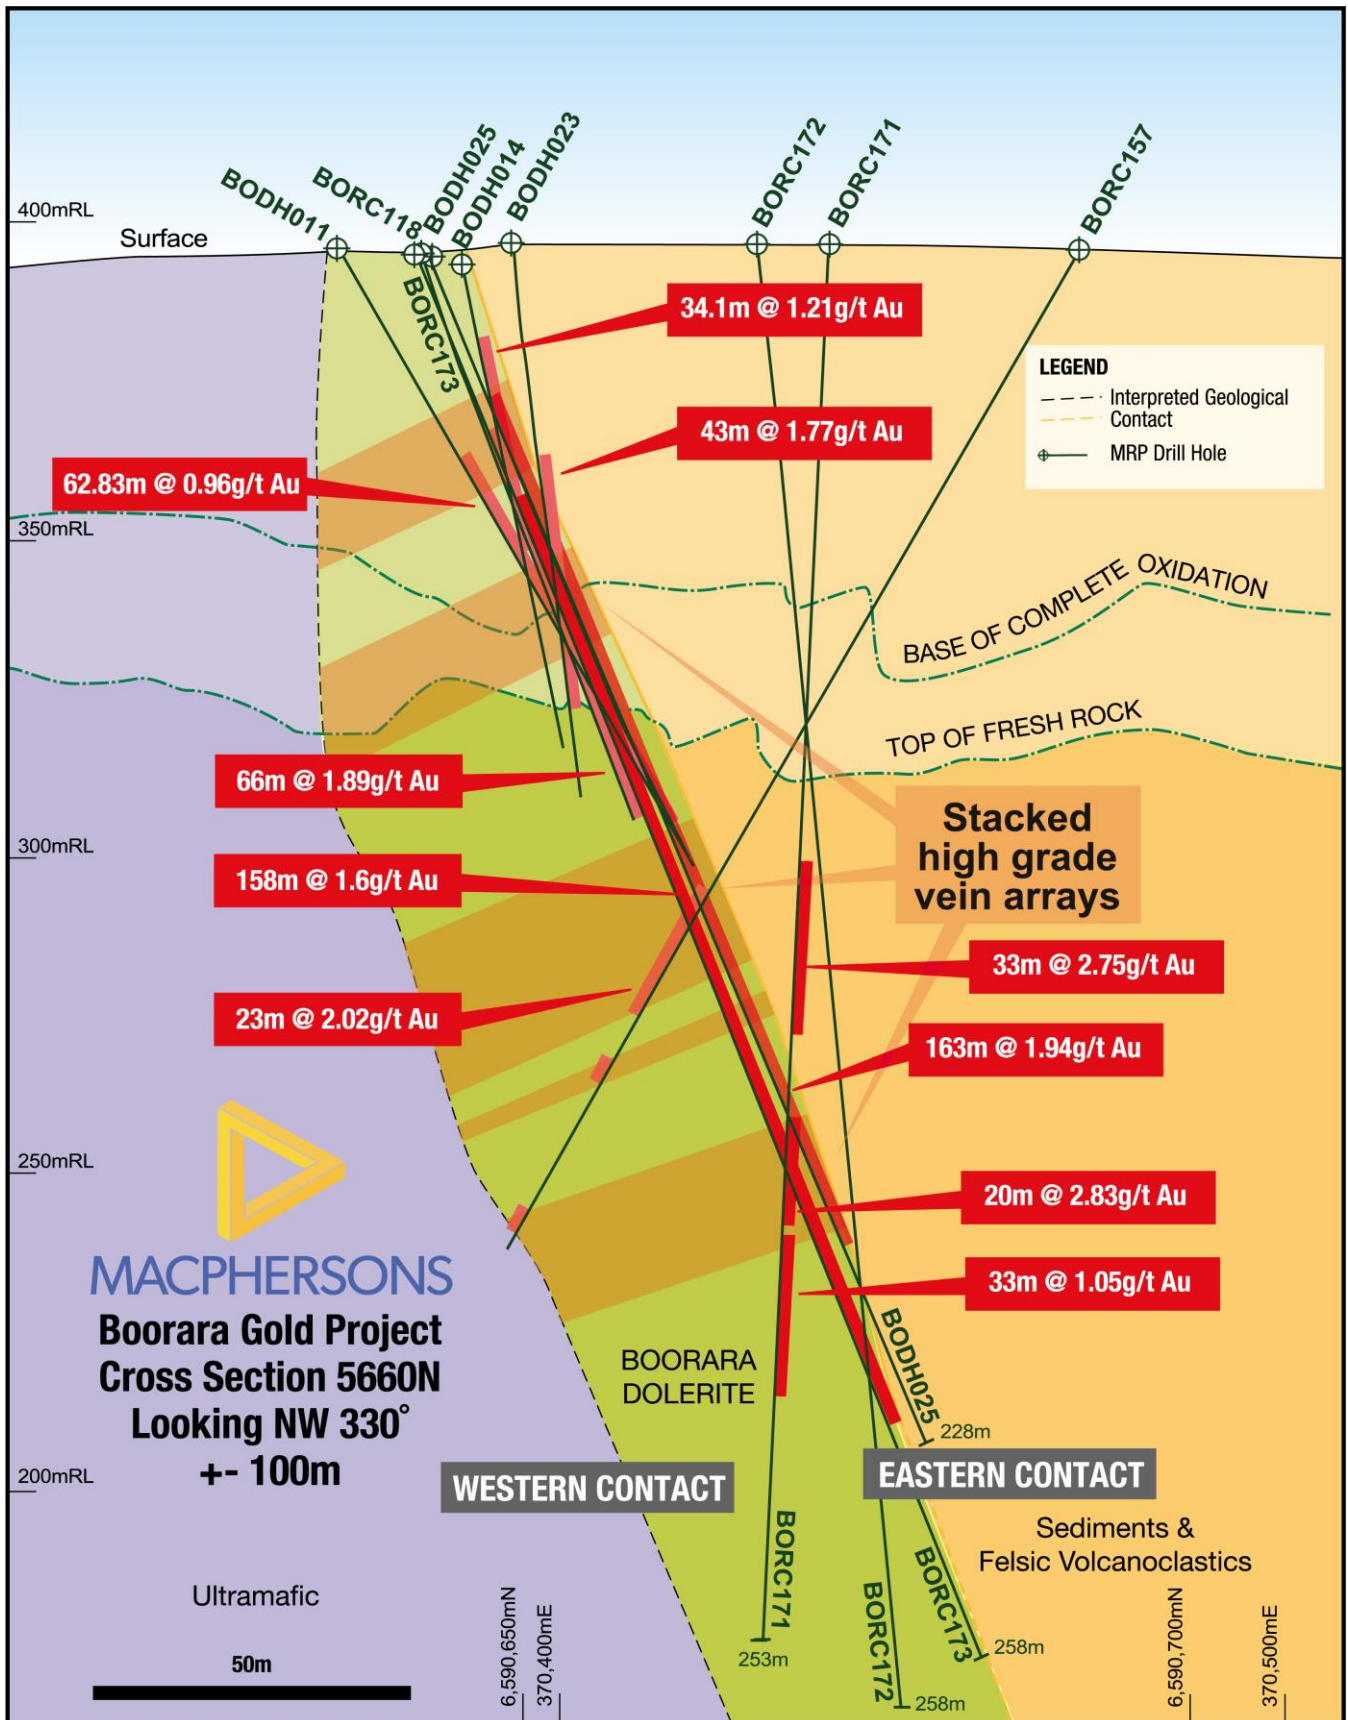 BODH011
BORC118
BODH025
BODH014
BODH023
BORC172
BORC171
BORC157
400mRL
Surface
BORC173
34.1m @ 1.21g/t Au
LEGEND
Interpreted Geological
Contact
MRP Drill Hole
43m @ 1.77g/t Au
62.83m @ 0.96g/t Au
350mRL
BASE OF COMPLETE OXIDATION
TOP OF FRESH ROCK
66m @ 1.89g/t Au
Stacked
high grade
vein arrays
300mRL
158m @ 1.6g/t Au
33m @ 2.75g/t Au
23m @ 2.02g/t Au
163m @ 1.94g/t Au
250mRL
20m @ 2.83g/t Au
33m @ 1.05g/t Au
MACPHERSONS
Boorara Gold Project
Cross Section 5660N
Looking NW 330°
+- 100m
BOORARA
DOLERITE
BODH025
228m
200mRL
WESTERN CONTACT
EASTERN CONTACT
Sediments &
Felsic Volcanoclastics
Ultramafic
BORC171
253m
BORC172
258m
BORC173
258m
50m
6,590,650mN
370,400mE
6,590,700mN
370,500mE